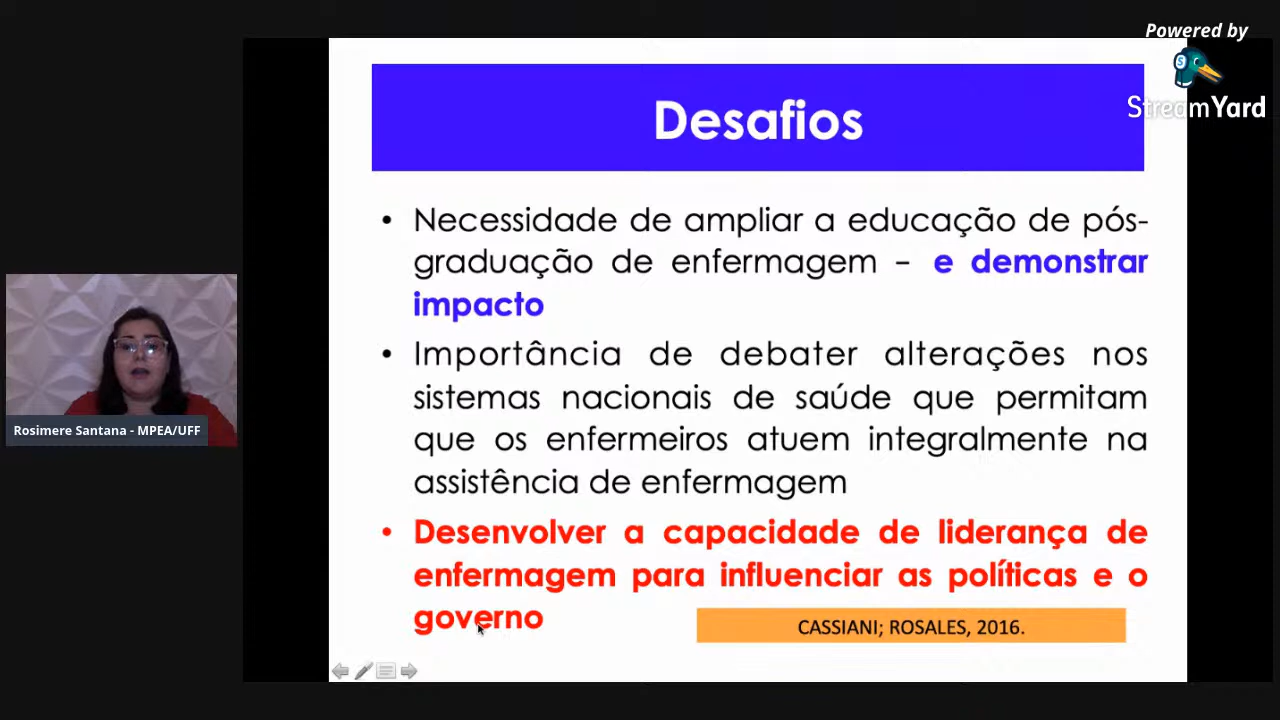 Powered by
StreamYard
Desafios
• Necessidade de ampliar a educação de pós-
graduação de enfermagem – e demonstrar
impacto
• Importância de debater alterações nos
sistemas nacionais de saúde que permitam
que os enfermeiros atuem integralmente na
assistência de enfermagem
• Desenvolver a capacidade de liderança de
enfermagem para influenciar as políticas e o
governo
CASSIANI; ROSALES, 2016.
Rosimere Santana - MPEA/UFF